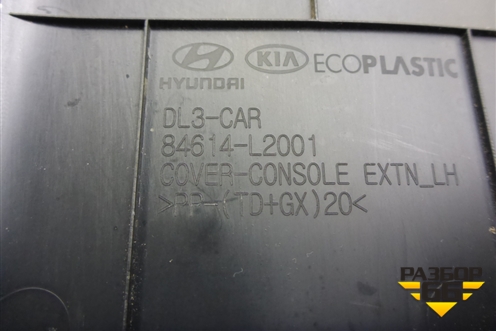 HYUNDAI KIA ECOPLASTIC
DL3-CAR
84614-L2001
COVER-CONSOLE EXTN_LH
>PP-(TD+GX)20<
РАЗБОР